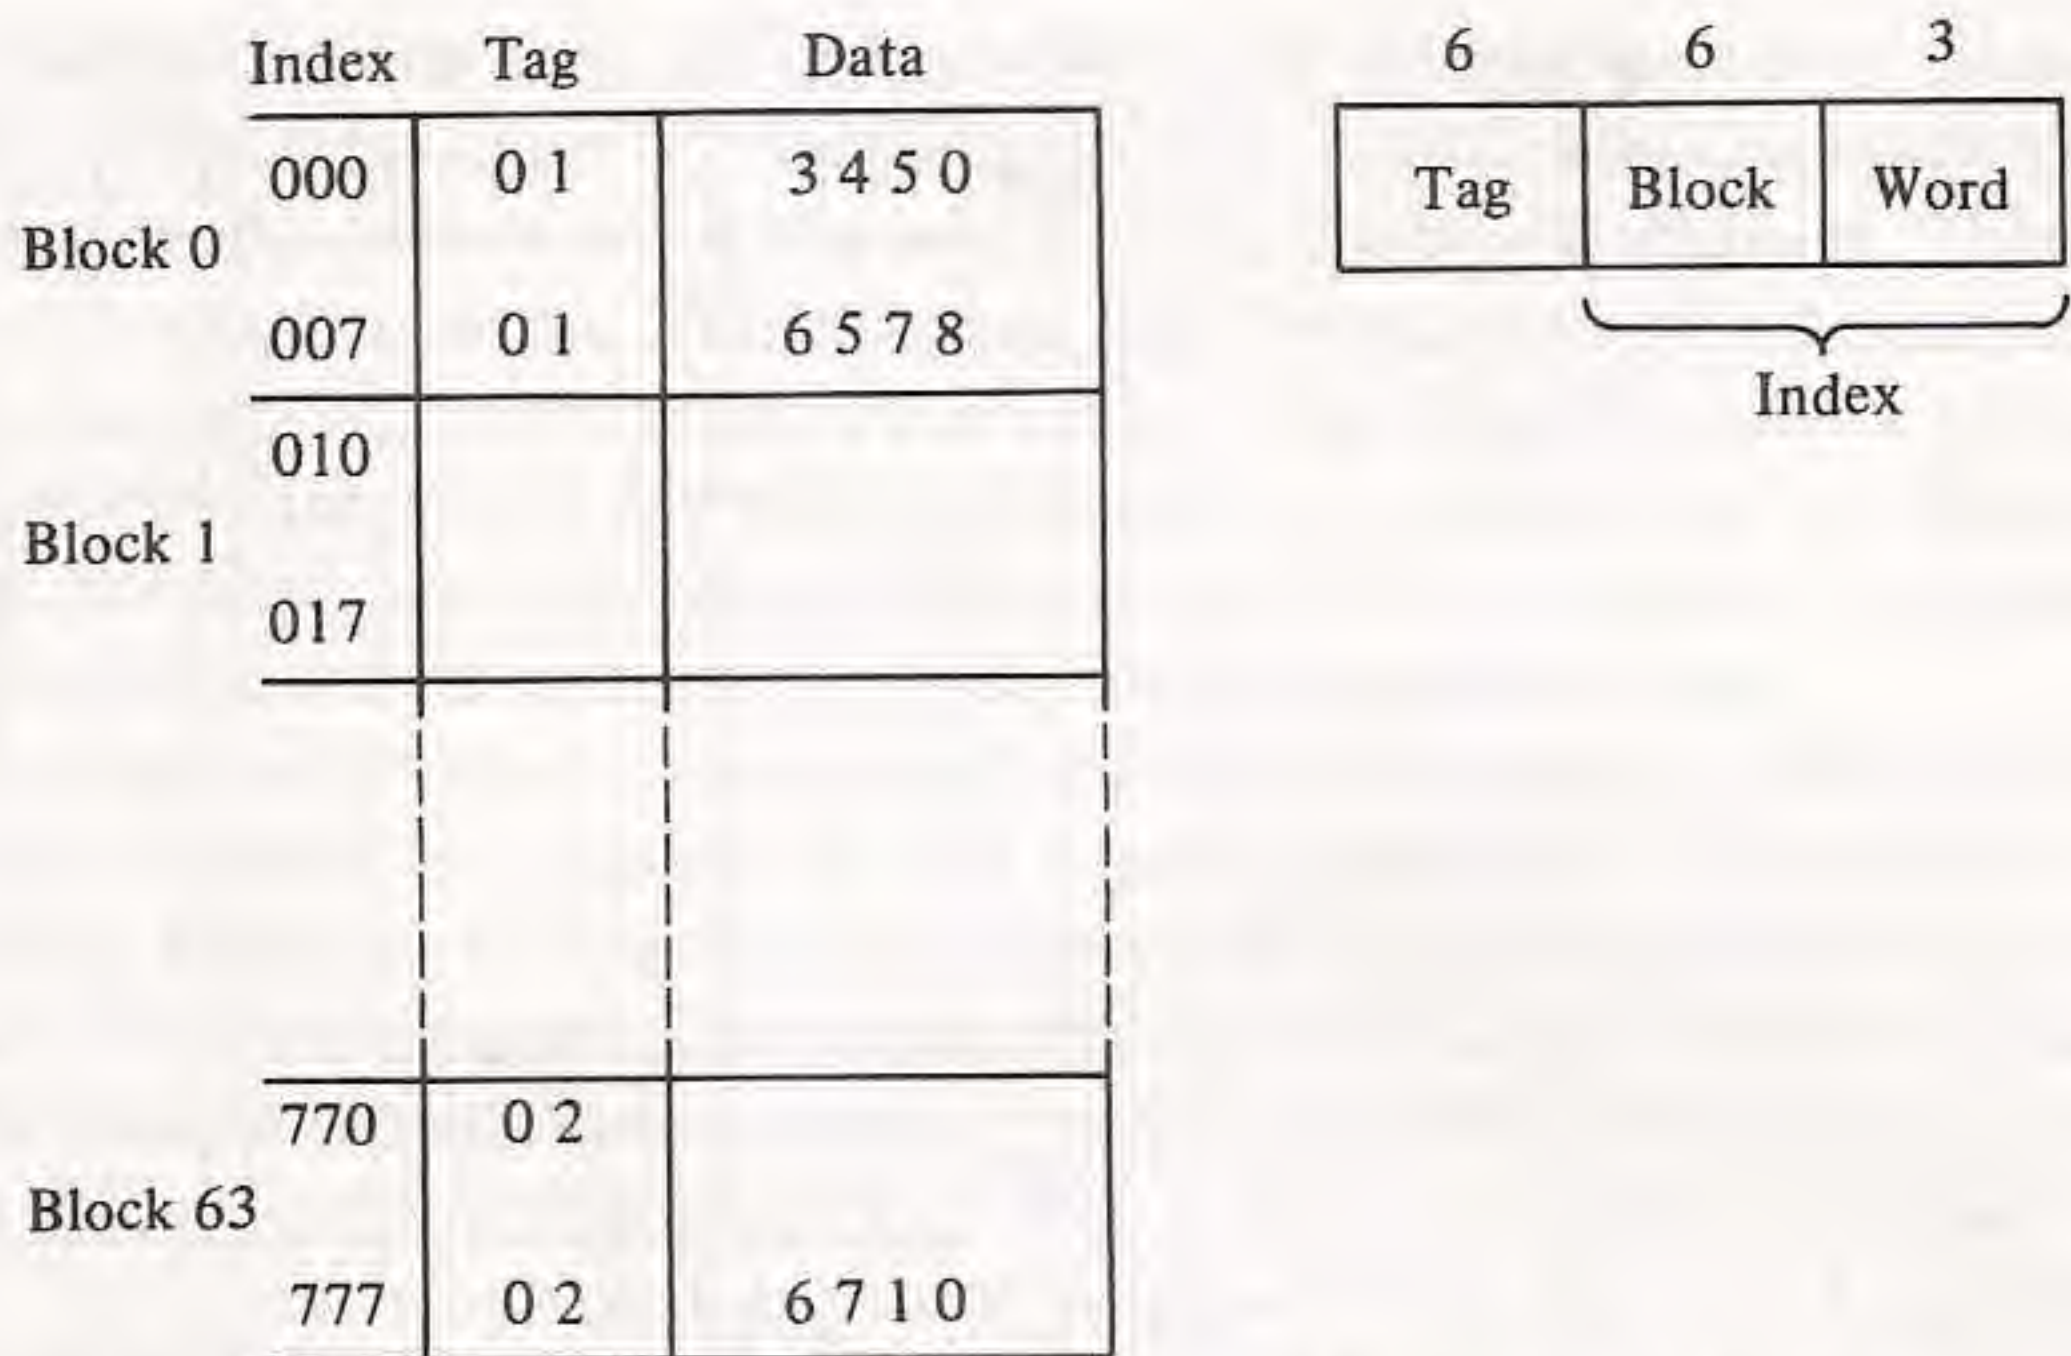 Index Tag Data
000 0 1 3 4 5 0
Block 0
007 0 1 6 5 7 8
010
Block 1
017
770 0 2
Block 63
777 0 2 6 7 1 0
6 6 3
Tag Block Word
Index